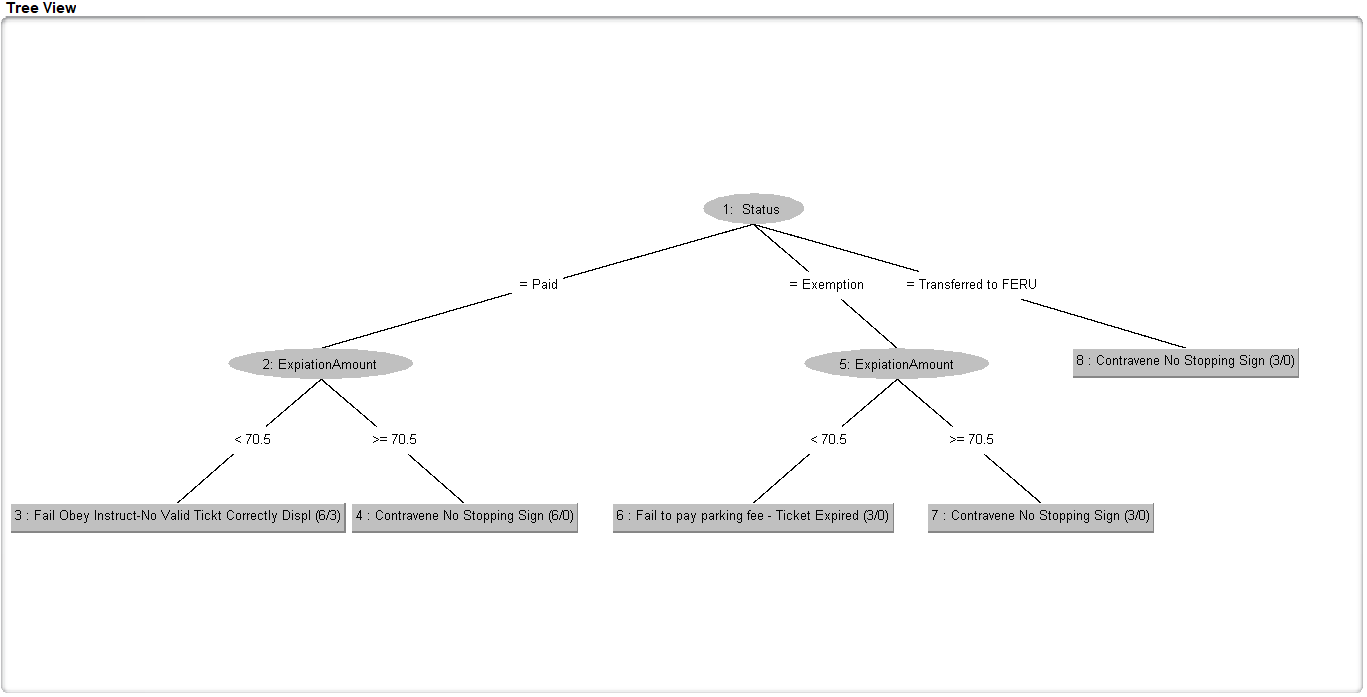 Tree View
1: Status
= Paid
= Exemption
= Transferred to FERU
2: ExpiationAmount
5: ExpiationAmount
8 : Contravene No Stopping Sign (3/0)
< 70.5
>= 70.5
< 70.5
>= 70.5
3 : Fail Obey Instruct-No Valid Tickt Correctly Displ (6/3)
4 : Contravene No Stopping Sign (6/0)
6 : Fail to pay parking fee - Ticket Expired (3/0)
7 : Contravene No Stopping Sign (3/0)